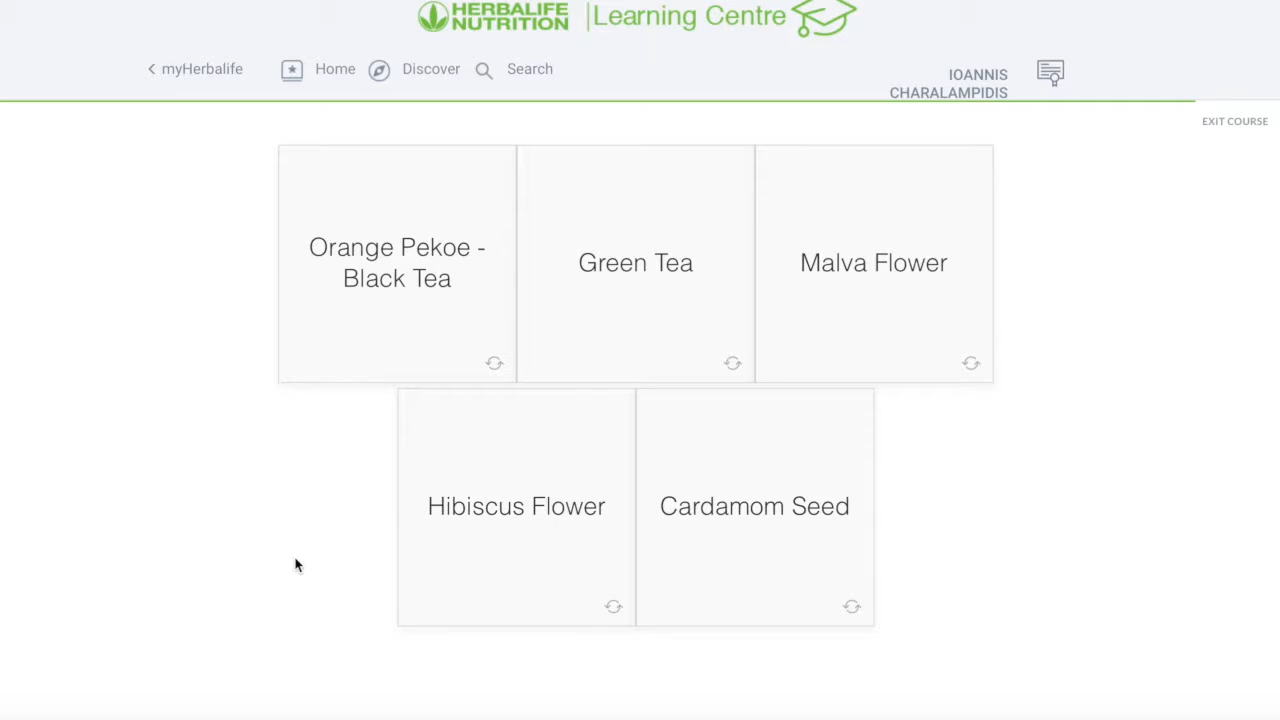 HERBALIFE
NUTRITION
Learning Centre
myHerbalife
Home
Discover
Search
IOANNIS
CHARALAMPIDIS
EXIT COURSE
Orange Pekoe -
Black Tea
Green Tea
Malva Flower
Hibiscus Flower
Cardamom Seed